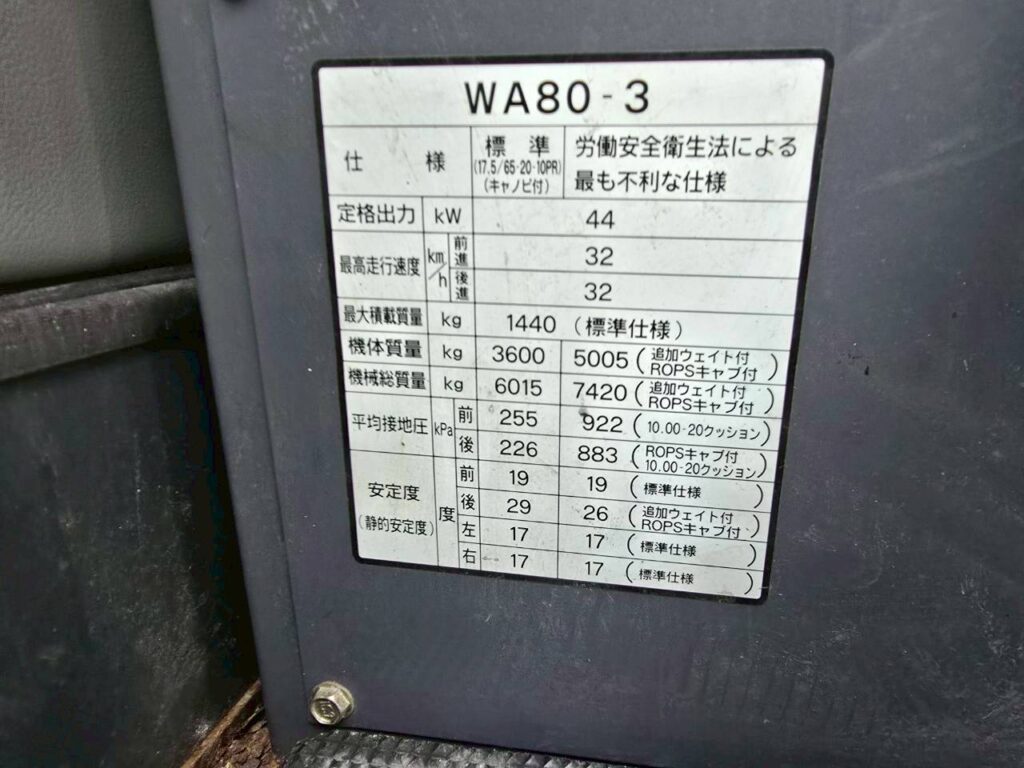 WA80-3
仕様 標準 労働安全衛生法による
(17.5/65-20-10PR) 最も不利な仕様
(キャノピ付)
定格出力 kW 44
最高走行速度 km/h 前進 32
後進 32
最大積載質量 kg 1440 (標準仕様)
機体質量 kg 3600 5005 (追加ウェイト付 ROPSキャブ付)
機械総質量 kg 6015 7420 (追加ウェイト付 ROPSキャブ付)
平均接地圧 kPa 前 255 922 (10.00-20クッション)
後 226 883 (ROPSキャブ付 10.00-20クッション)
安定度 (静的安定度) 度 前 19 19 (標準仕様)
後 29 26 (追加ウェイト付 ROPSキャブ付)
左 17 17 (標準仕様)
右 17 17 (標準仕様)